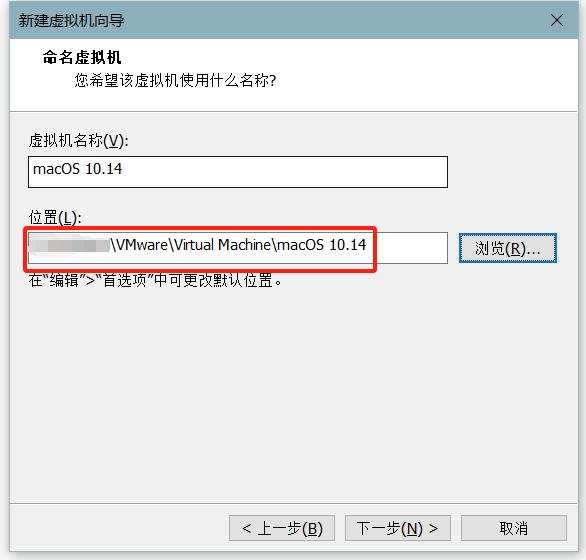 新建虚拟机向导
命名虚拟机
您希望该虚拟机使用什么名称?
虚拟机名称(V):
macOS 10.14
位置(L):
\VMware\Virtual Machine\macOS 10.14
浏览(R)...
在“编辑”>“首选项”中可更改默认位置。
< 上一步(B)
下一步(N) >
取消